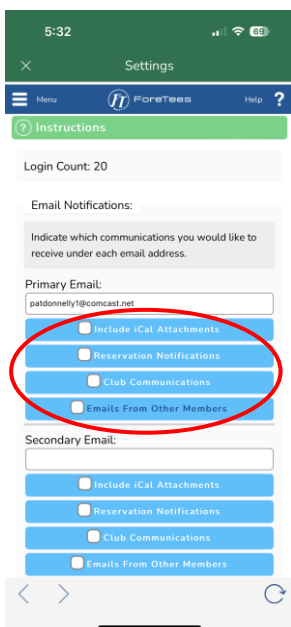 5:32
69
Settings
Menu
FT ForeTees
Help ?
? Instructions
Login Count: 20
Email Notifications:
Indicate which communications you would like to
receive under each email address.
Primary Email:
patdonnelly1@comcast.net
Include iCal Attachments
Reservation Notifications
Club Communications
Emails From Other Members
Secondary Email:
Include iCal Attachments
Reservation Notifications
Club Communications
Emails From Other Members